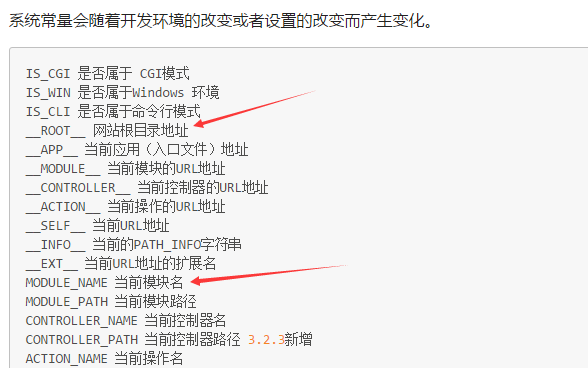 系统常量会随着开发环境的改变或者设置的改变而产生变化。
IS_CGI 是否属于 CGI模式
IS_WIN 是否属于Windows 环境
IS_CLI 是否属于命令行模式
__ROOT__ 网站根目录地址
__APP__ 当前应用（入口文件）地址
__MODULE__ 当前模块的URL地址
__CONTROLLER__ 当前控制器的URL地址
__ACTION__ 当前操作的URL地址
__SELF__ 当前URL地址
__INFO__ 当前的PATH_INFO字符串
__EXT__ 当前URL地址的扩展名
MODULE_NAME 当前模块名
MODULE_PATH 当前模块路径
CONTROLLER_NAME 当前控制器名
CONTROLLER_PATH 当前控制器路径 3.2.3新增
ACTION_NAME 当前操作名